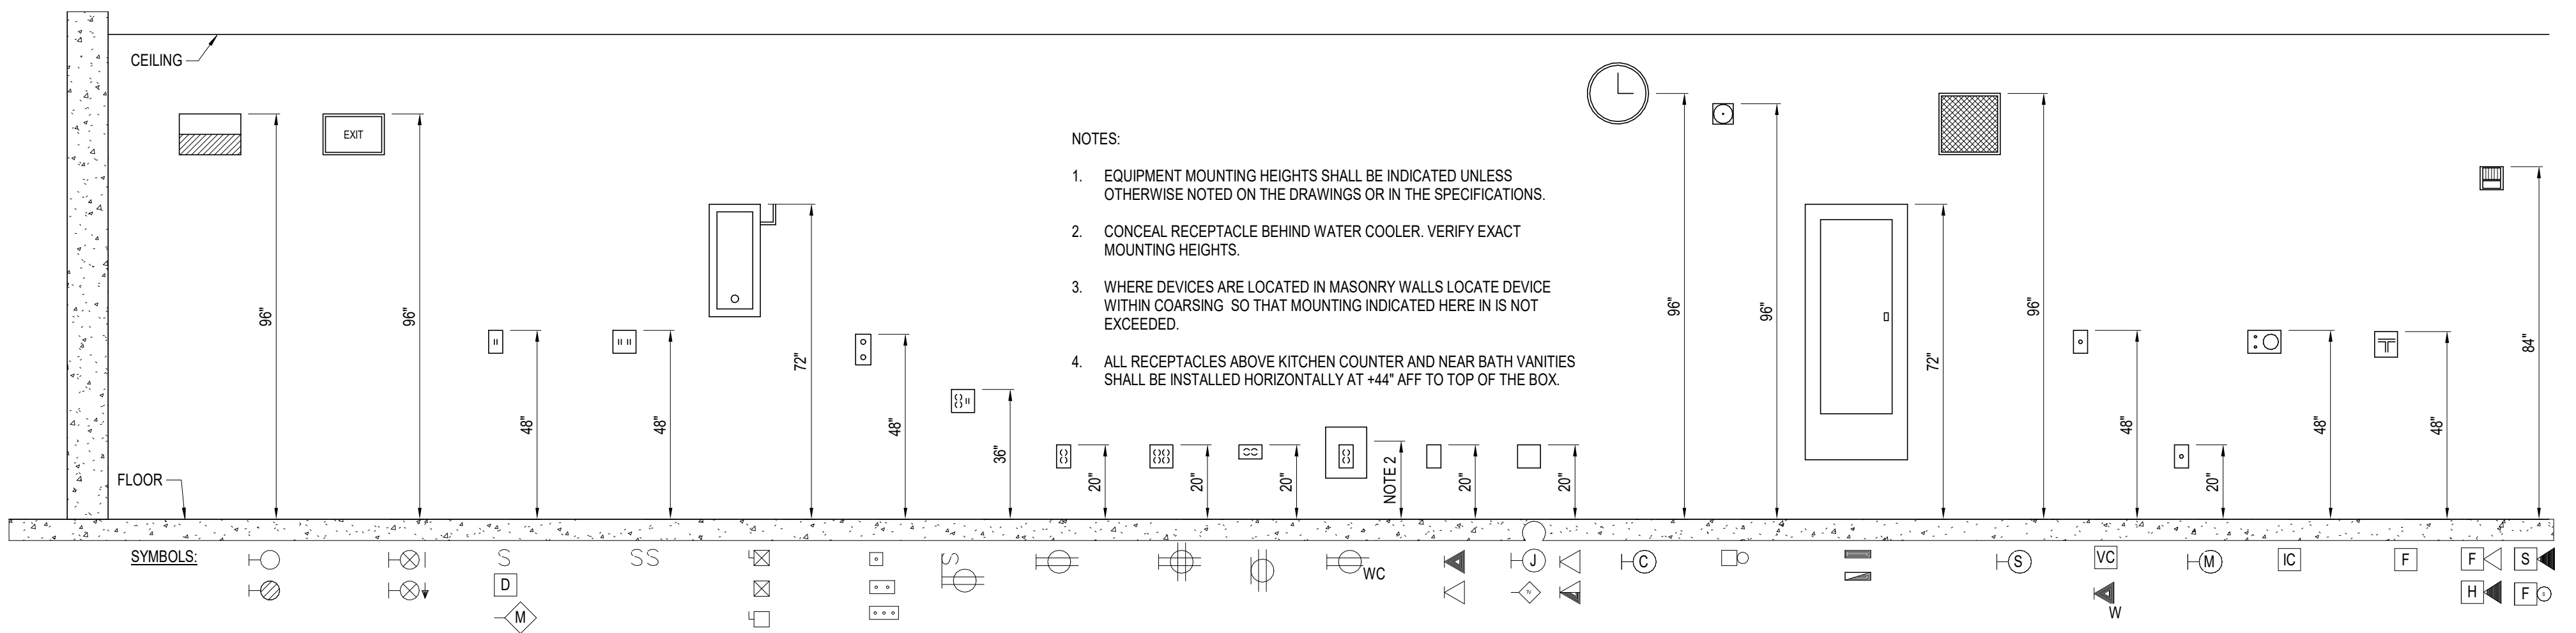 CEILING
EXIT
NOTES:
1. EQUIPMENT MOUNTING HEIGHTS SHALL BE INDICATED UNLESS
OTHERWISE NOTED ON THE DRAWINGS OR IN THE SPECIFICATIONS.
2. CONCEAL RECEPTACLE BEHIND WATER COOLER. VERIFY EXACT
MOUNTING HEIGHTS.
3. WHERE DEVICES ARE LOCATED IN MASONRY WALLS LOCATE DEVICE
WITHIN COARSING SO THAT MOUNTING INDICATED HERE IN IS NOT
EXCEEDED.
4. ALL RECEPTACLES ABOVE KITCHEN COUNTER AND NEAR BATH VANITIES
SHALL BE INSTALLED HORIZONTALLY AT +44" AFF TO TOP OF THE BOX.
96"
96"
48"
48"
72"
48"
36"
20"
20"
20"
NOTE 2
20"
20"
96"
96"
72"
96"
48"
20"
48"
48"
84"
FLOOR
SYMBOLS:
S
D
M
SS
S
WC
J
TV
C
S
VC
W
M
IC
F
F
H
S
F
S